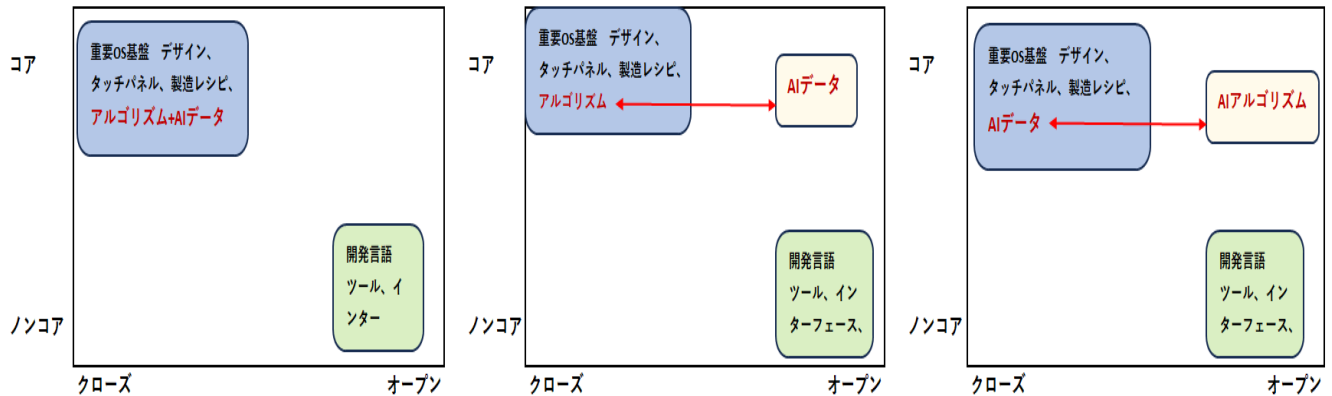 コア
重要OS基盤 デザイン、
タッチパネル、製造レシピ、
アルゴリズム+AIデータ
開発言語
ツール、イ
ンター
ノンコア
クローズ
オープン
コア
重要OS基盤 デザイン、
タッチパネル、製造レシピ、
アルゴリズム
AIデータ
開発言語
ツール、イン
ターフェース、
ノンコア
クローズ
オープン
コア
重要OS基盤 デザイン、
タッチパネル、製造レシピ、
AIデータ
AIアルゴリズム
開発言語
ツール、イン
ターフェース、
ノンコア
クローズ
オープン